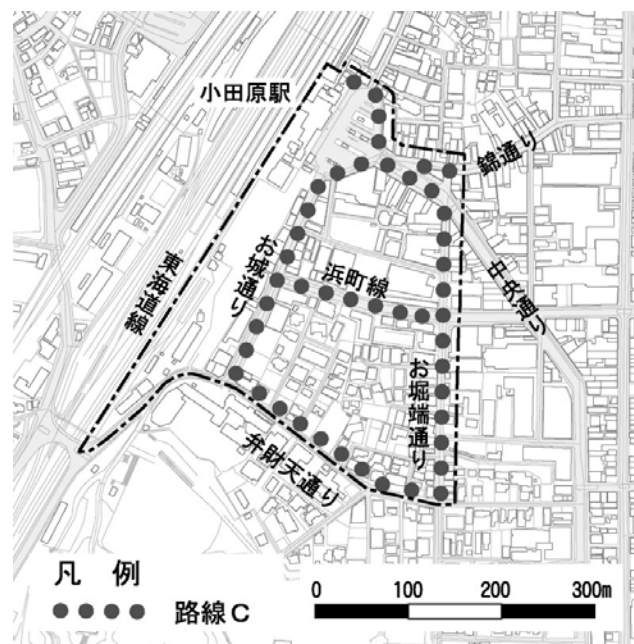 小田原駅
錦通り
東海道線
お城通り
浜町線
中央通り
お堀端通り
弁財天通り
凡 例
路線C
0 100 200 300m